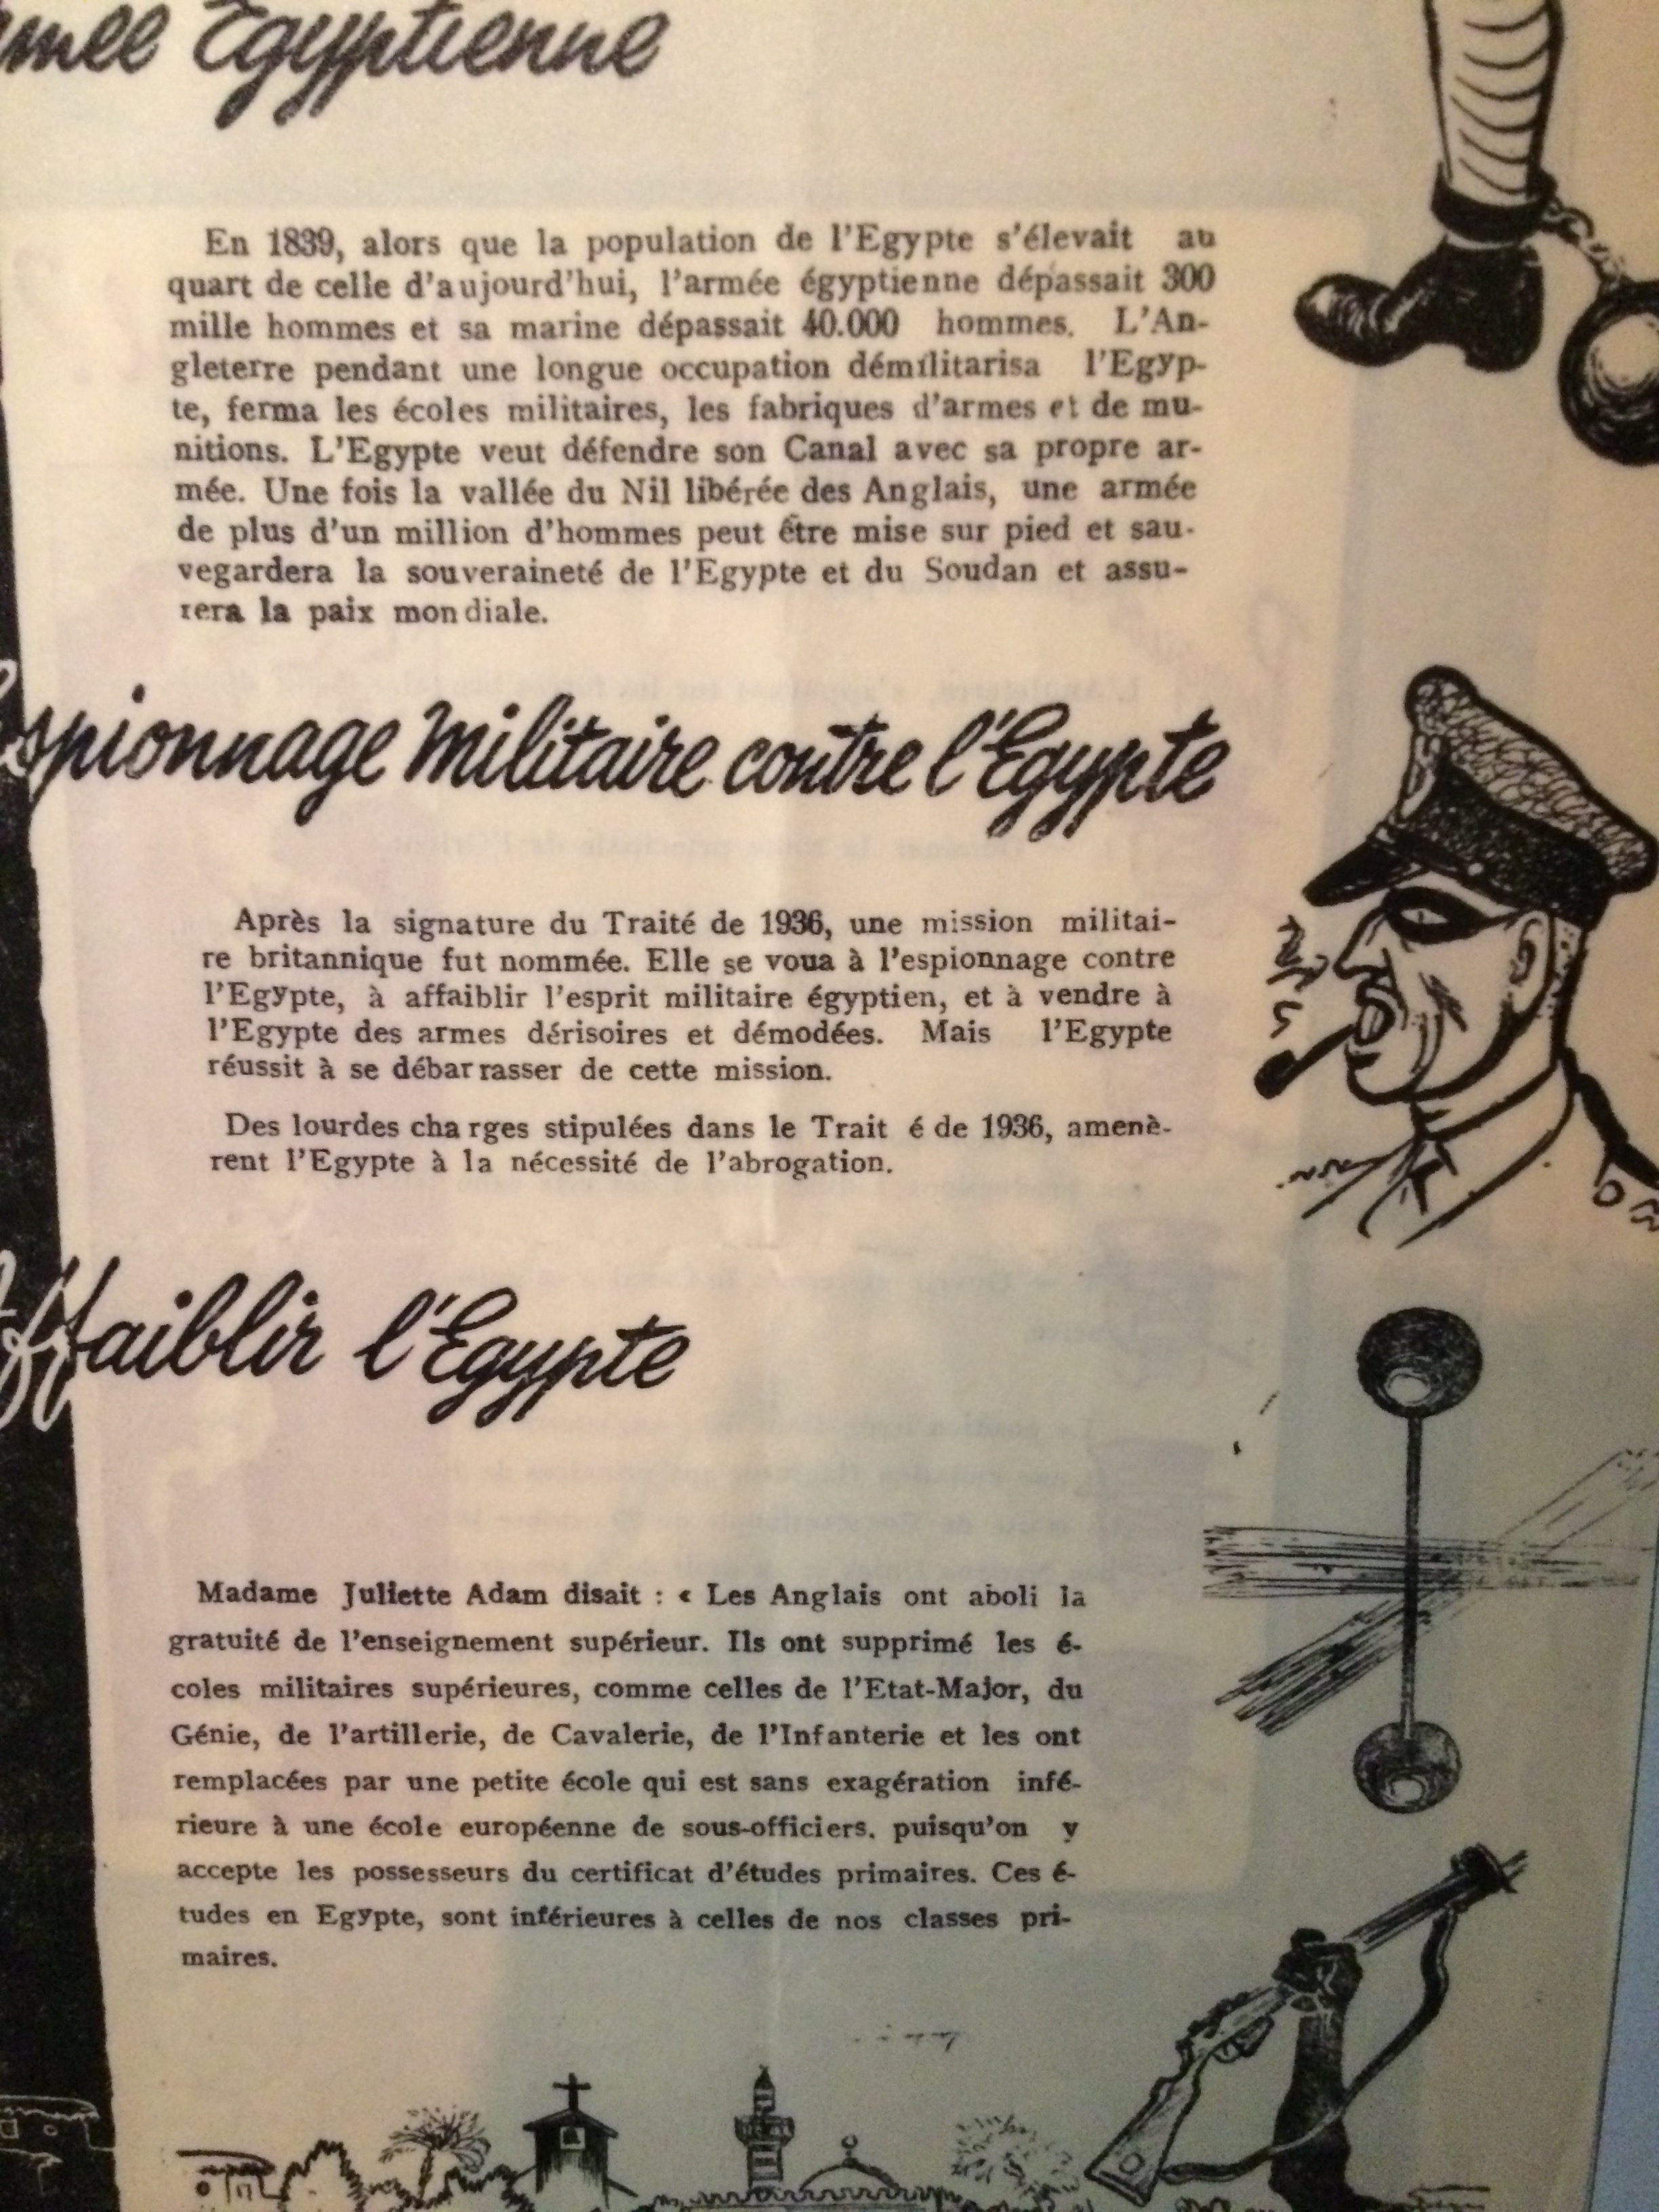 Egyptienne
En 1839, alors que la population de l'Egypte s'élevait au
quart de celle d'aujourd'hui, l'armée égyptienne dépassait 300
mille hommes et sa marine dépassait 40.000 hommes. L'An-
gleterre pendant une longue occupation démilitarisa l'Egyp-
te, ferma les écoles militaires, les fabriques d'armes et de mu-
nitions. L'Egypte veut défendre son Canal avec sa propre ar-
mée. Une fois la vallée du Nil libérée des Anglais, une armée
de plus d'un million d'hommes peut être mise sur pied et sau-
vegardera la souveraineté de l'Egypte et du Soudan et assu-
rera la paix mondiale.
Espionnage Militaire contre l'Egypte
Après la signature du Traité de 1936, une mission militai-
re britannique fut nommée. Elle se voua à l'espionnage contre
l'Egypte, à affaiblir l'esprit militaire égyptien, et à vendre à
l'Egypte des armes dérisoires et démodées. Mais l'Egypte
réussit à se débarrasser de cette mission.
Des lourdes charges stipulées dans le Traité de 1936, amenè-
rent l'Egypte à la nécessité de l'abrogation.
Affaiblir l'Egypte
Madame Juliette Adam disait : « Les Anglais ont aboli la
gratuité de l'enseignement supérieur. Ils ont supprimé les é-
coles militaires supérieures, comme celles de l'Etat-Major, du
Génie, de l'artillerie, de Cavalerie, de l'Infanterie et les ont
remplacées par une petite école qui est sans exagération infé-
rieure à une école européenne de sous-officiers. puisqu'on y
accepte les possesseurs du certificat d'études primaires. Ces é-
tudes en Egypte, sont inférieures à celles de nos classes pri-
maires.